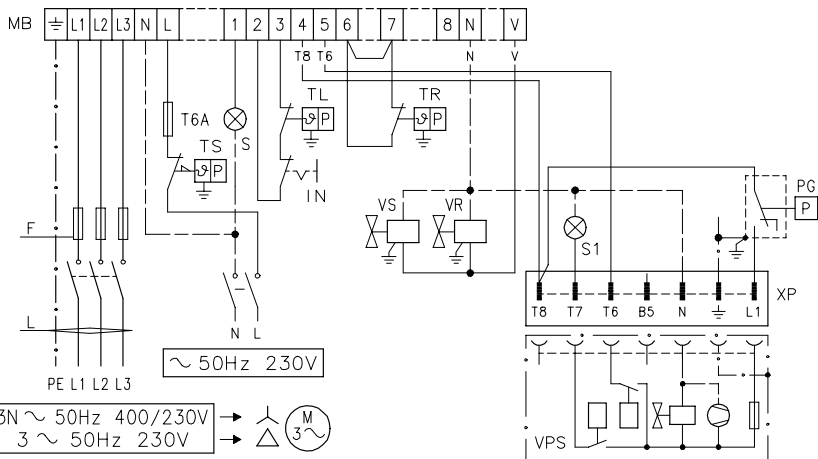 MB ⏚ L1 L2 L3 N L 1 2 3 4 5 6 7 8 N V
T8 T6 N V
T6A S TL ϑ P TR ϑ P
TS ϑ P
IN
PG
P
VS VR
S1
F
T8 T7 T6 B5 N ⏚ L1 XP
L
N L
∼ 50Hz 230V
PE L1 L2 L3
3N ∼ 50Hz 400/230V
3 ∼ 50Hz 230V
M
3∼
VPS